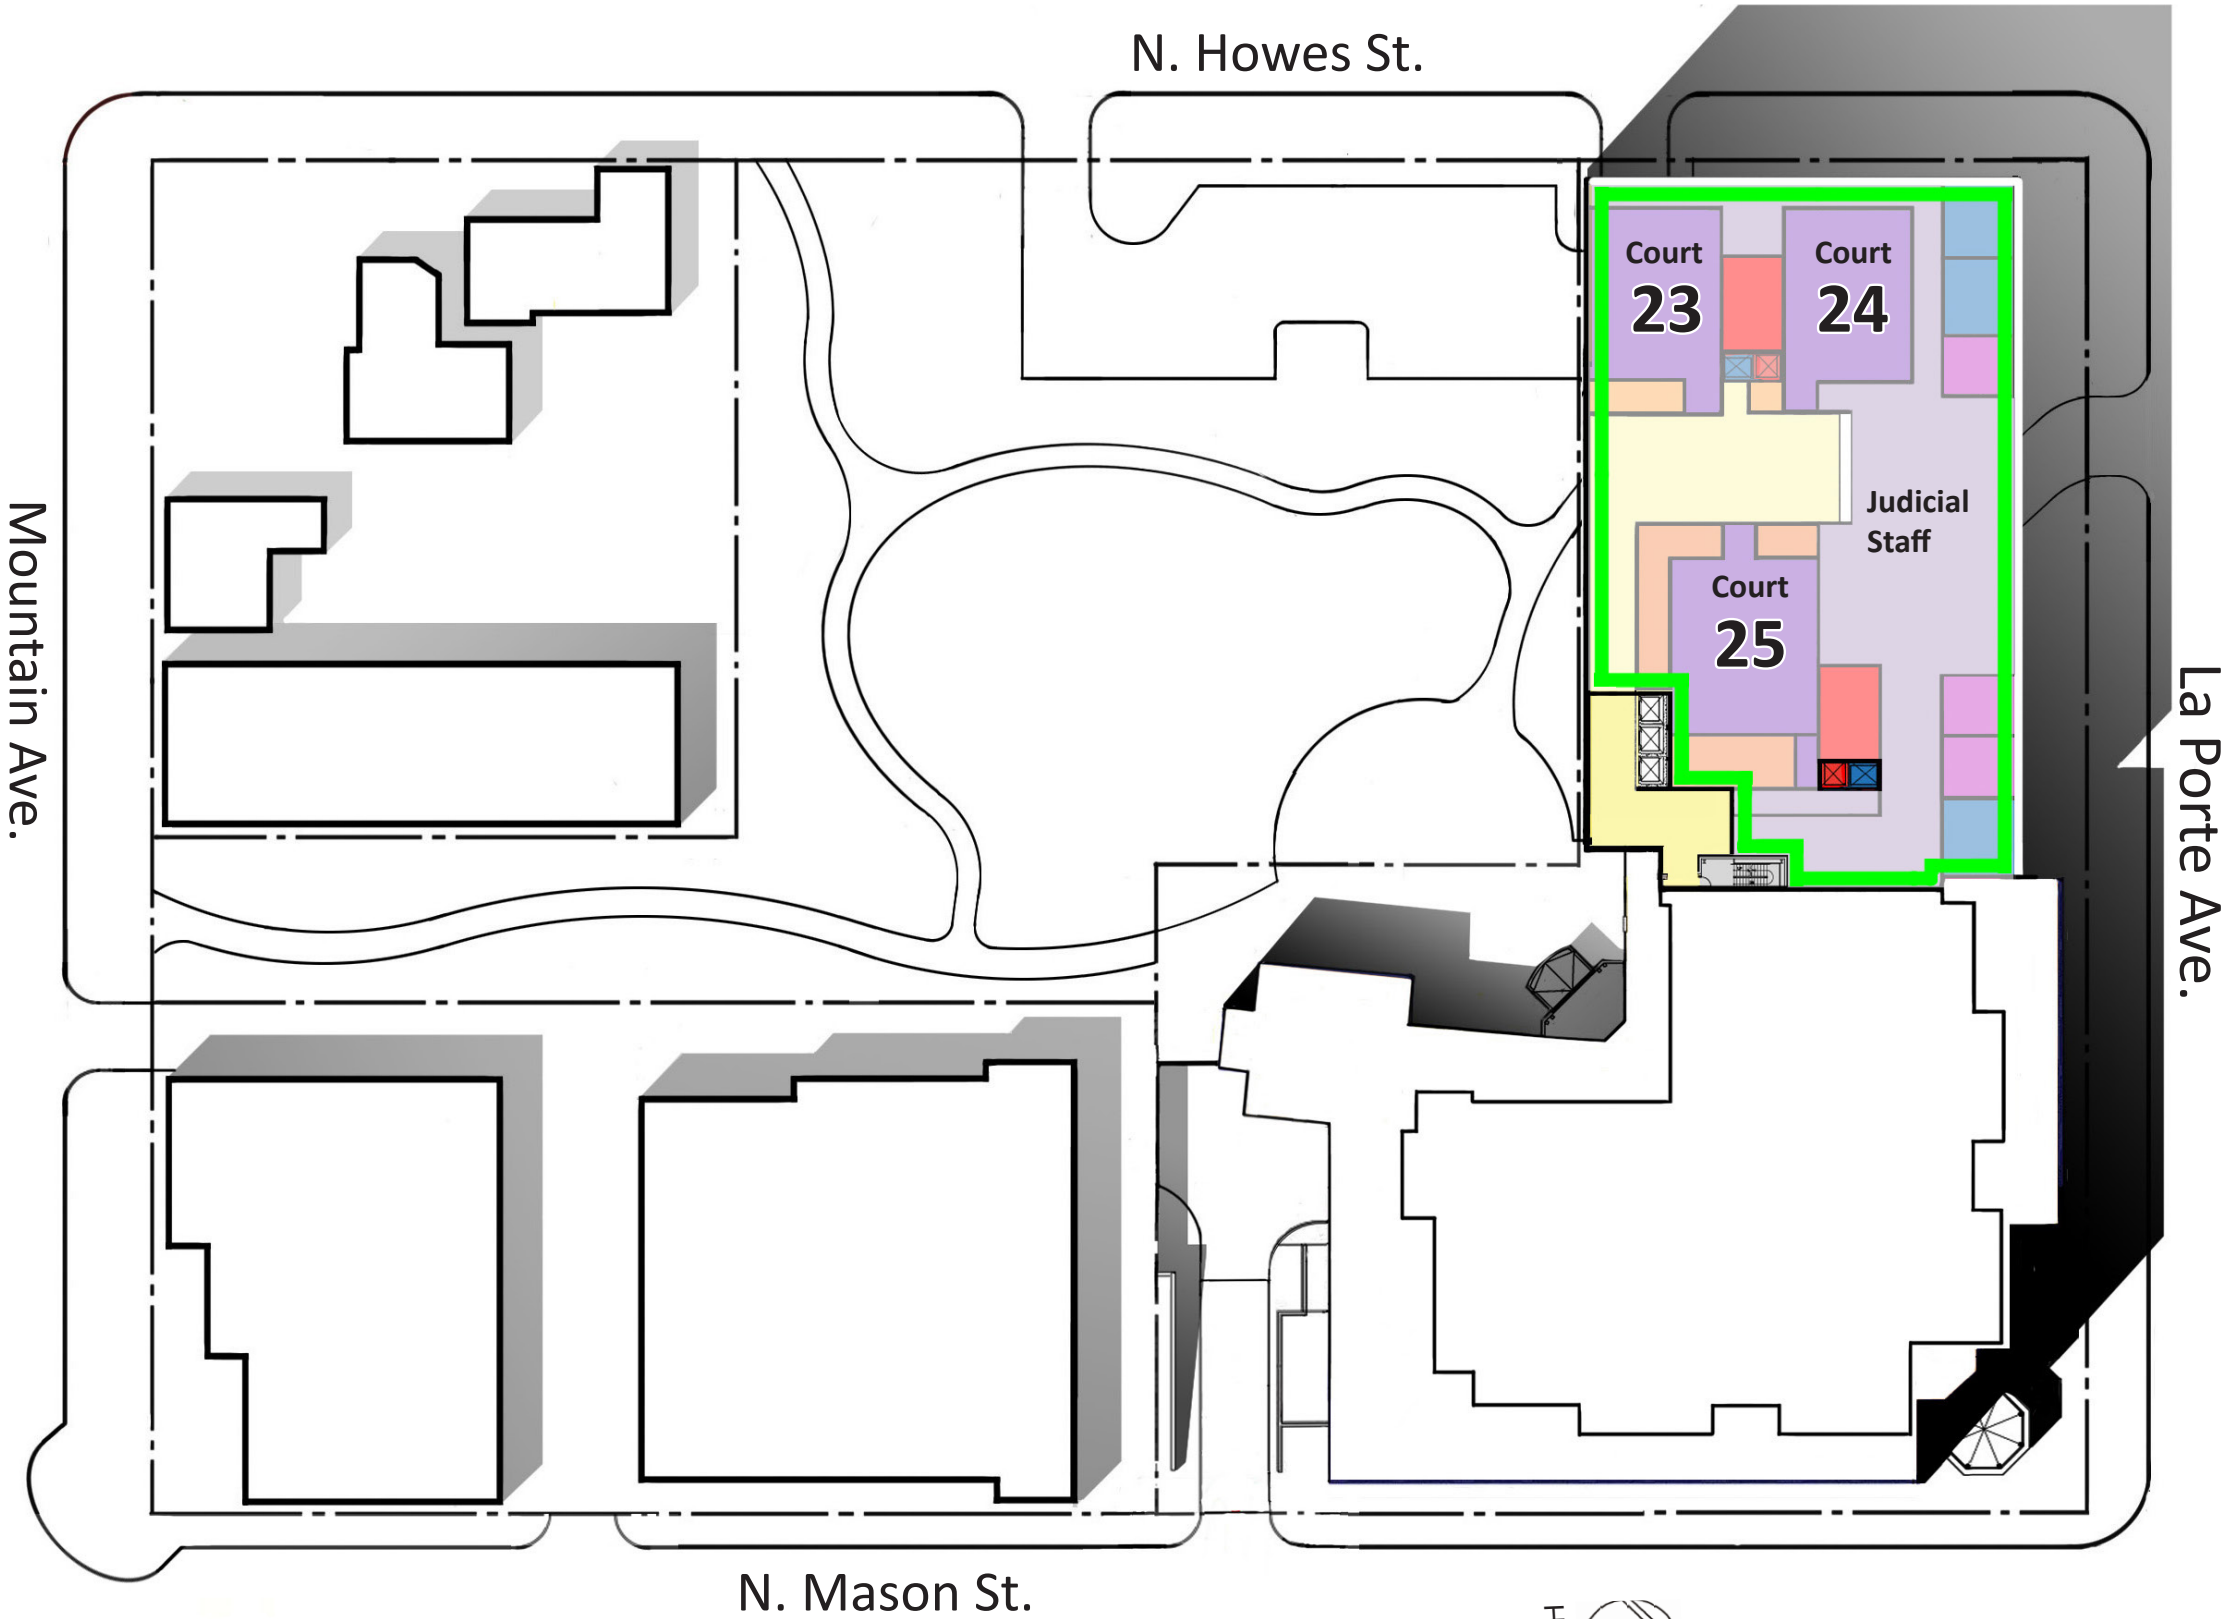 N. Howes St.
Court
23
Court
24
Judicial
Staff
Court
25
Mountain Ave.
La Porte Ave.
N. Mason St.